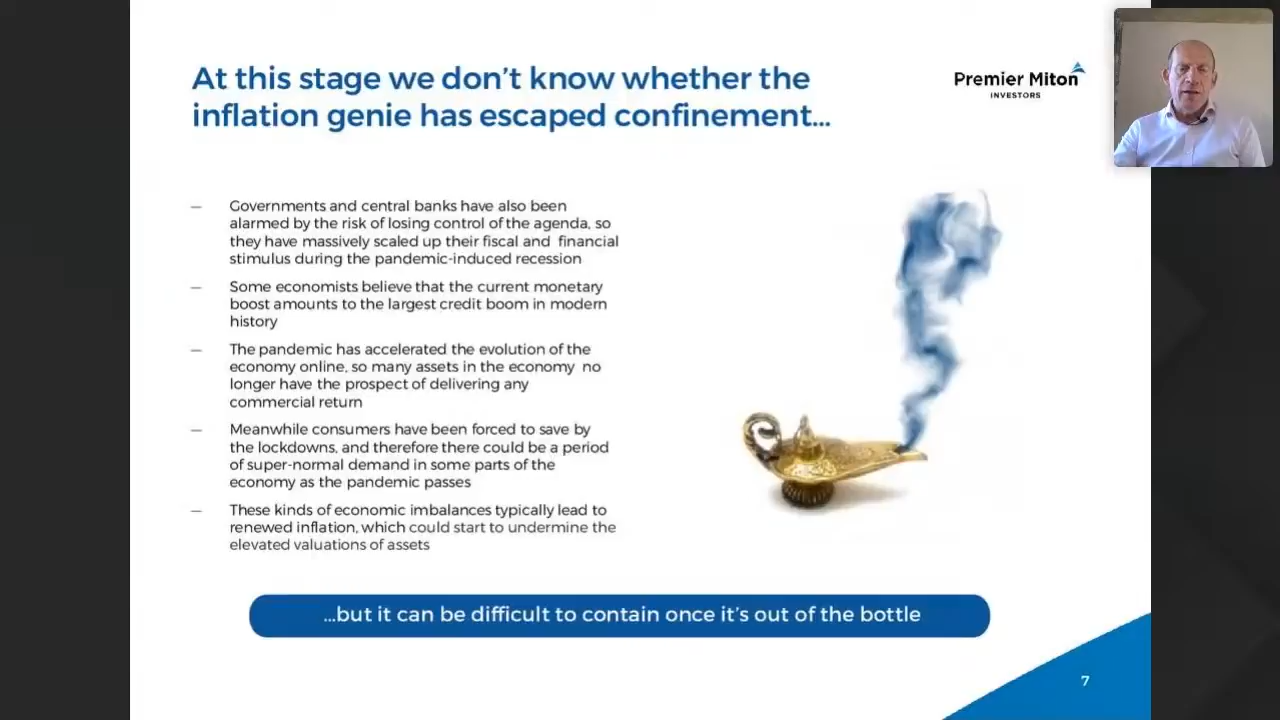 At this stage we don't know whether the
inflation genie has escaped confinement...
Premier Miton
INVESTORS
— Governments and central banks have also been
alarmed by the risk of losing control of the agenda, so
they have massively scaled up their fiscal and financial
stimulus during the pandemic-induced recession
— Some economists believe that the current monetary
boost amounts to the largest credit boom in modern
history
— The pandemic has accelerated the evolution of the
economy online, so many assets in the economy no
longer have the prospect of delivering any
commercial return
— Meanwhile consumers have been forced to save by
the lockdowns, and therefore there could be a period
of super-normal demand in some parts of the
economy as the pandemic passes
— These kinds of economic imbalances typically lead to
renewed inflation, which could start to undermine the
elevated valuations of assets
...but it can be difficult to contain once it's out of the bottle
7